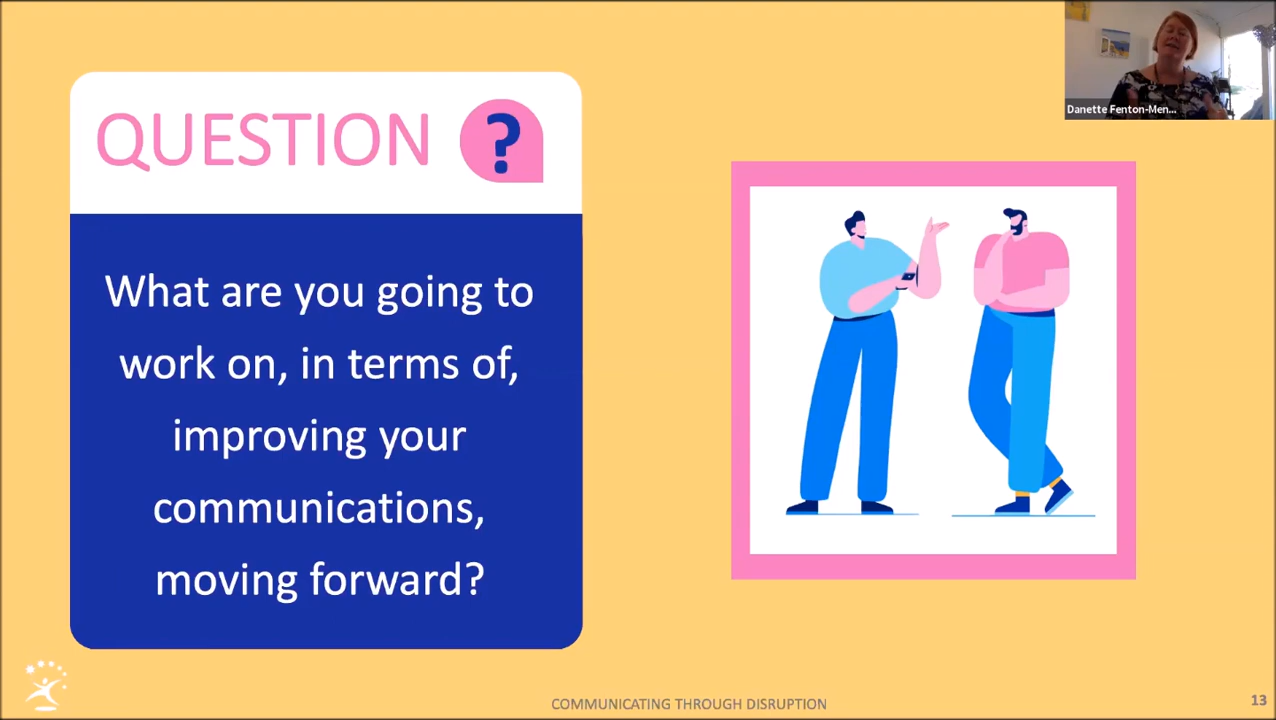 Danette Fenton-Men...
QUESTION ?
What are you going to
work on, in terms of,
improving your
communications,
moving forward?
COMMUNICATING THROUGH DISRUPTION
13